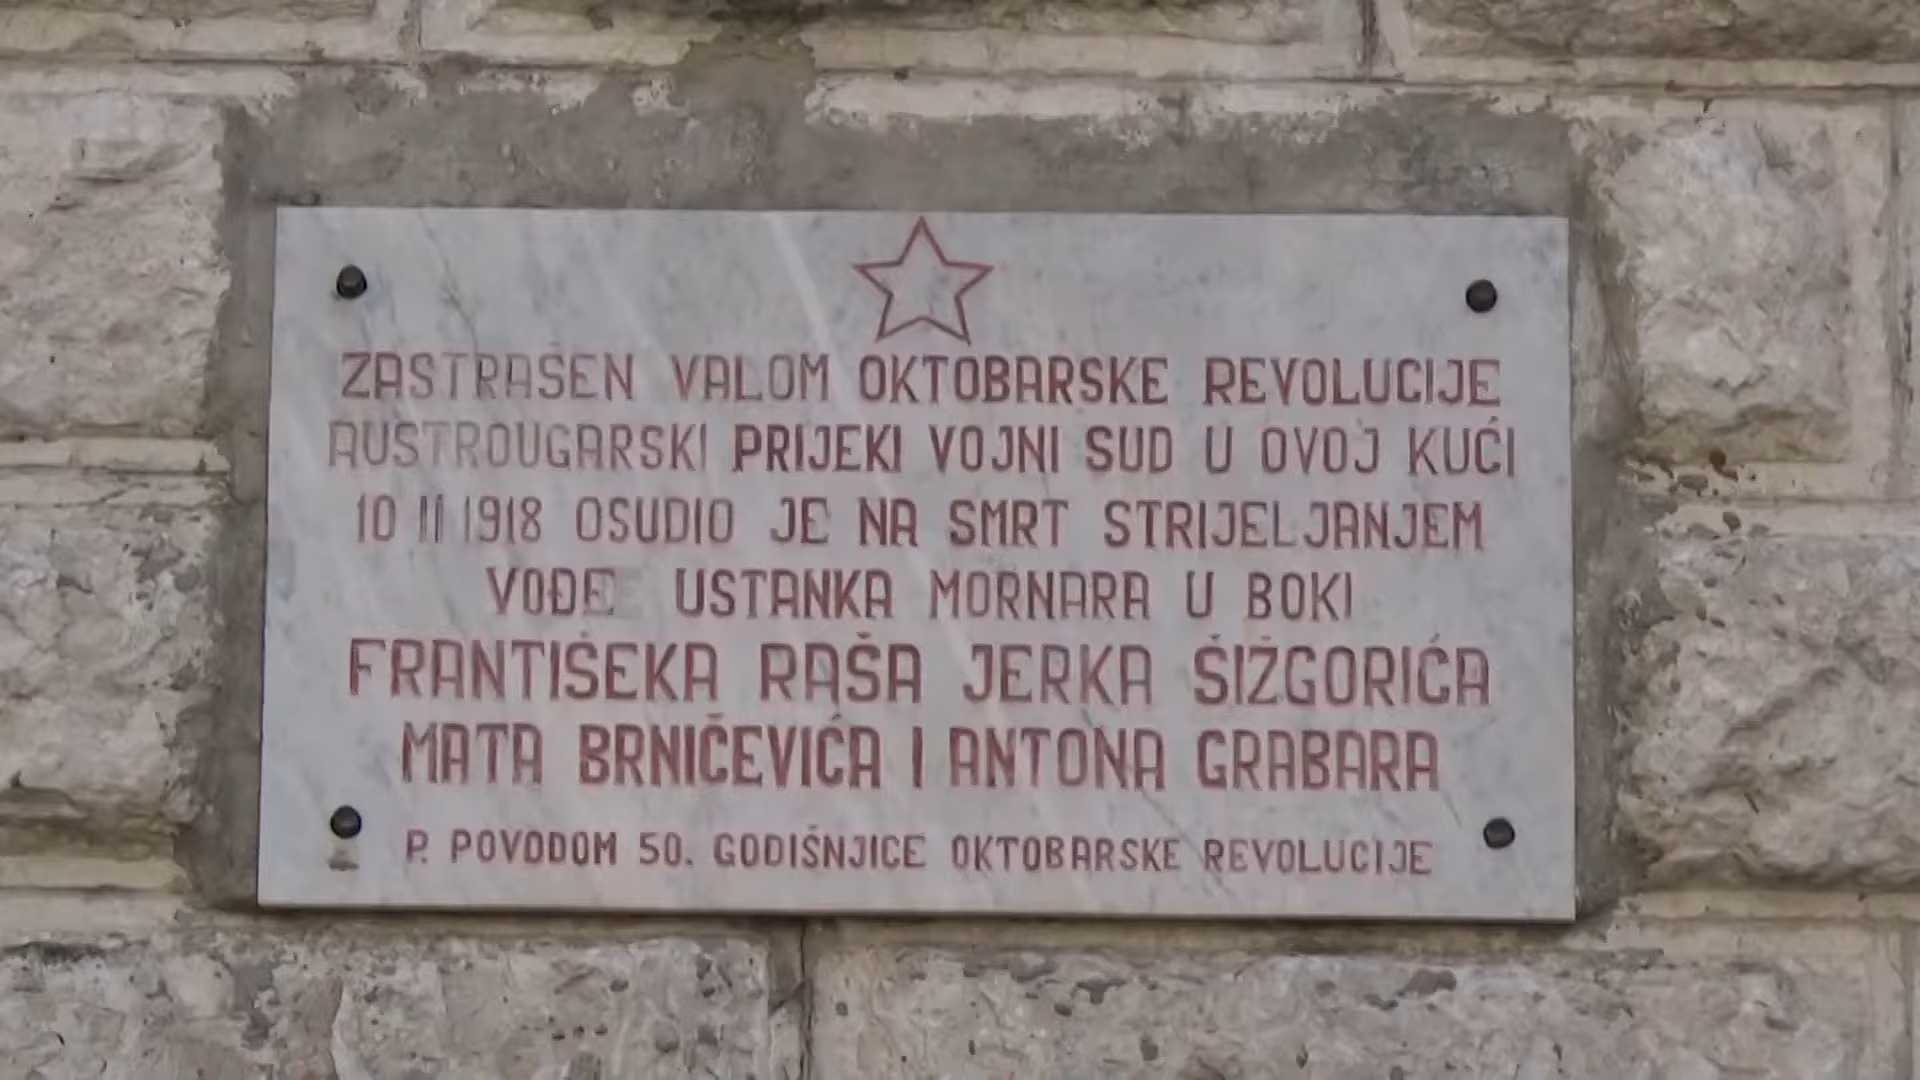 ZASTRAŠEN VALOM OKTOBARSKE REVOLUCIJE
AUSTROUGARSKI PRIJEKI VOJNI SUD U OVOJ KUĆI
10 II 1918 OSUDIO JE NA SMRT STRIJELJANJEM
VOĐE USTANKA MORNARA U BOKI
FRANTIŠEKA RAŠA JERKA ŠIŽGORIĆA
MATA BRNIČEVIĆA I ANTONA GRABARA
P. POVODOM 50. GODIŠNJICE OKTOBARSKE REVOLUCIJE